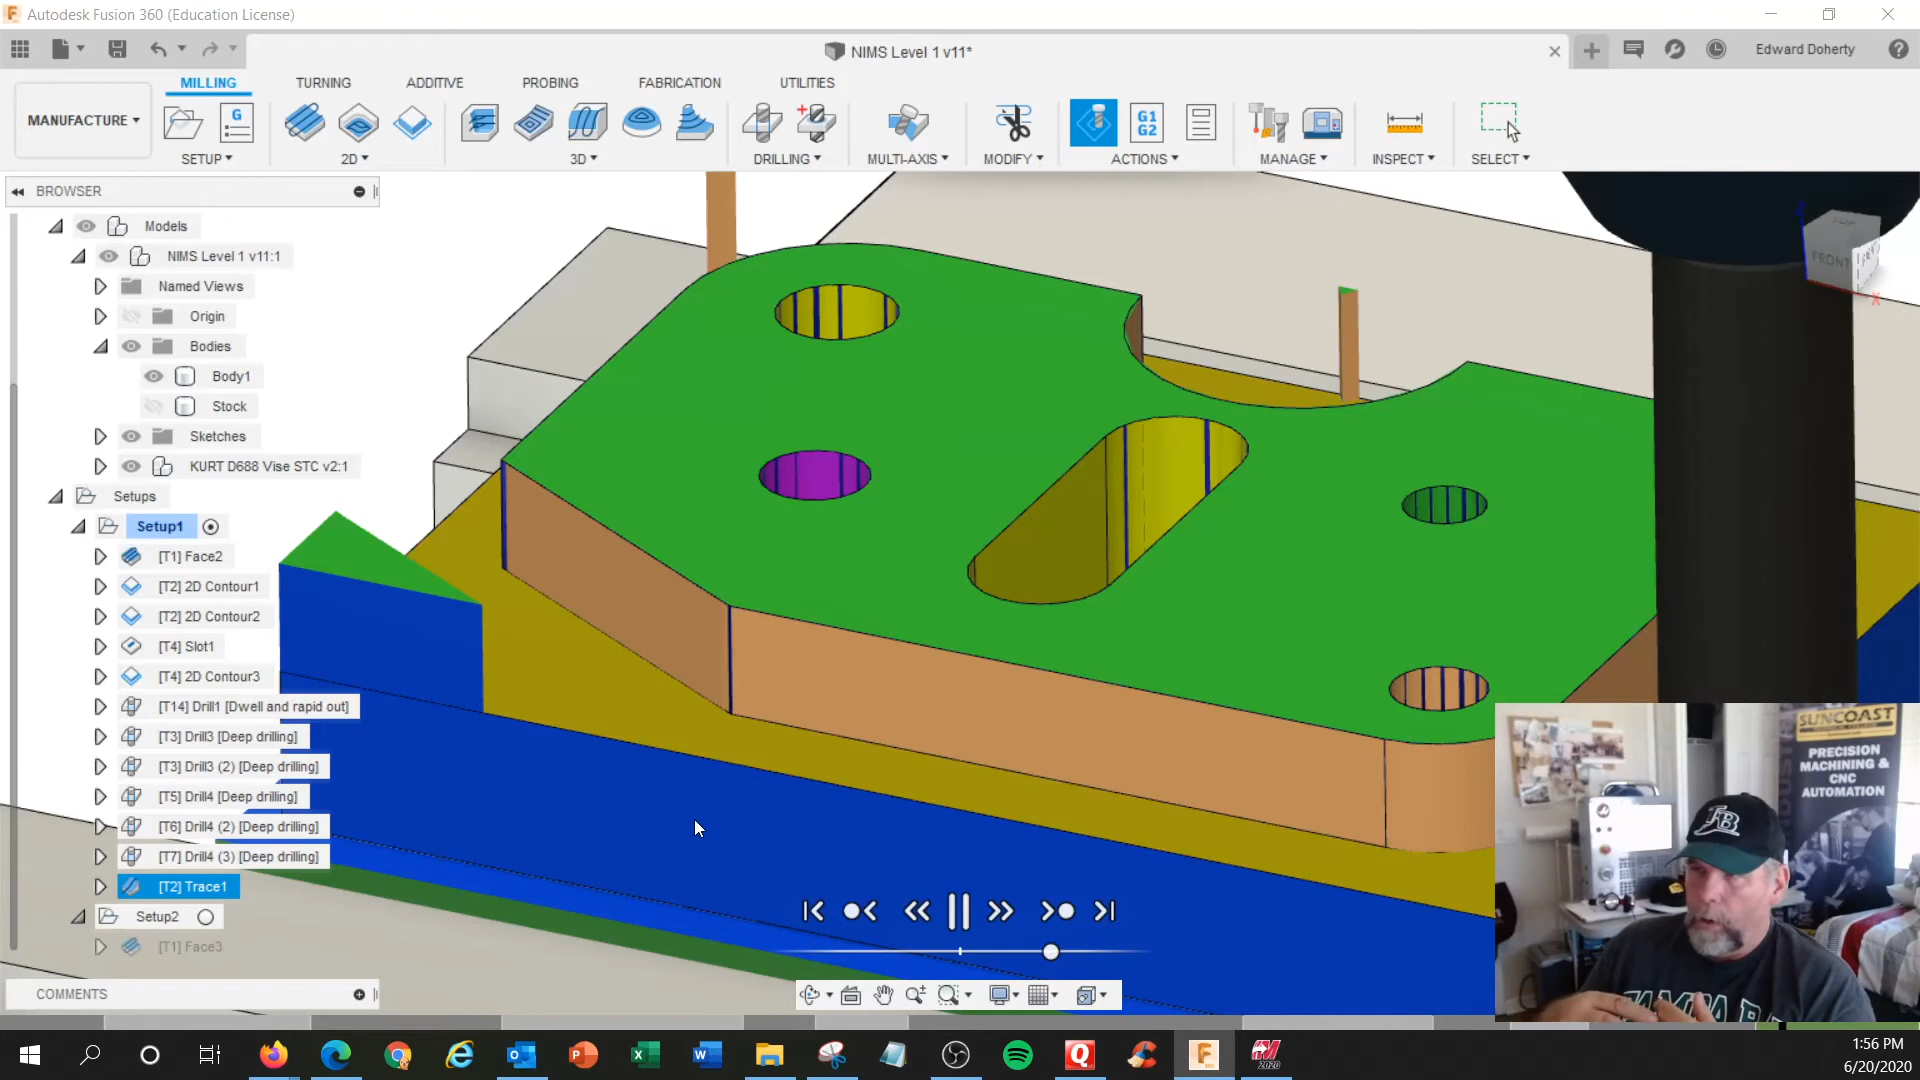 Autodesk Fusion 360 (Education License)
NIMS Level 1 v11*
Edward Doherty
MANUFACTURE
MILLING
TURNING
ADDITIVE
PROBING
FABRICATION
UTILITIES
G
G1
G2
SETUP
2D
3D
DRILLING
MULTI-AXIS
MODIFY
ACTIONS
MANAGE
INSPECT
SELECT
BROWSER
Models
NIMS Level 1 v11:1
Named Views
Origin
Bodies
Body1
Stock
Sketches
KURT D688 Vise STC v2:1
Setups
Setup1
[T1] Face2
[T2] 2D Contour1
[T2] 2D Contour2
[T4] Slot1
[T4] 2D Contour3
[T14] Drill1 [Dwell and rapid out]
[T3] Drill3 [Deep drilling]
[T3] Drill3 (2) [Deep drilling]
[T5] Drill4 [Deep drilling]
[T6] Drill4 (2) [Deep drilling]
[T7] Drill4 (3) [Deep drilling]
[T2] Trace1
Setup2
[T1] Face3
COMMENTS
TOP
FRONT
Z
X
SUNCOAST
PRECISION
MACHINING &
CNC
AUTOMATION
TB
TAMPA BA
2020
1:56 PM
6/20/2020